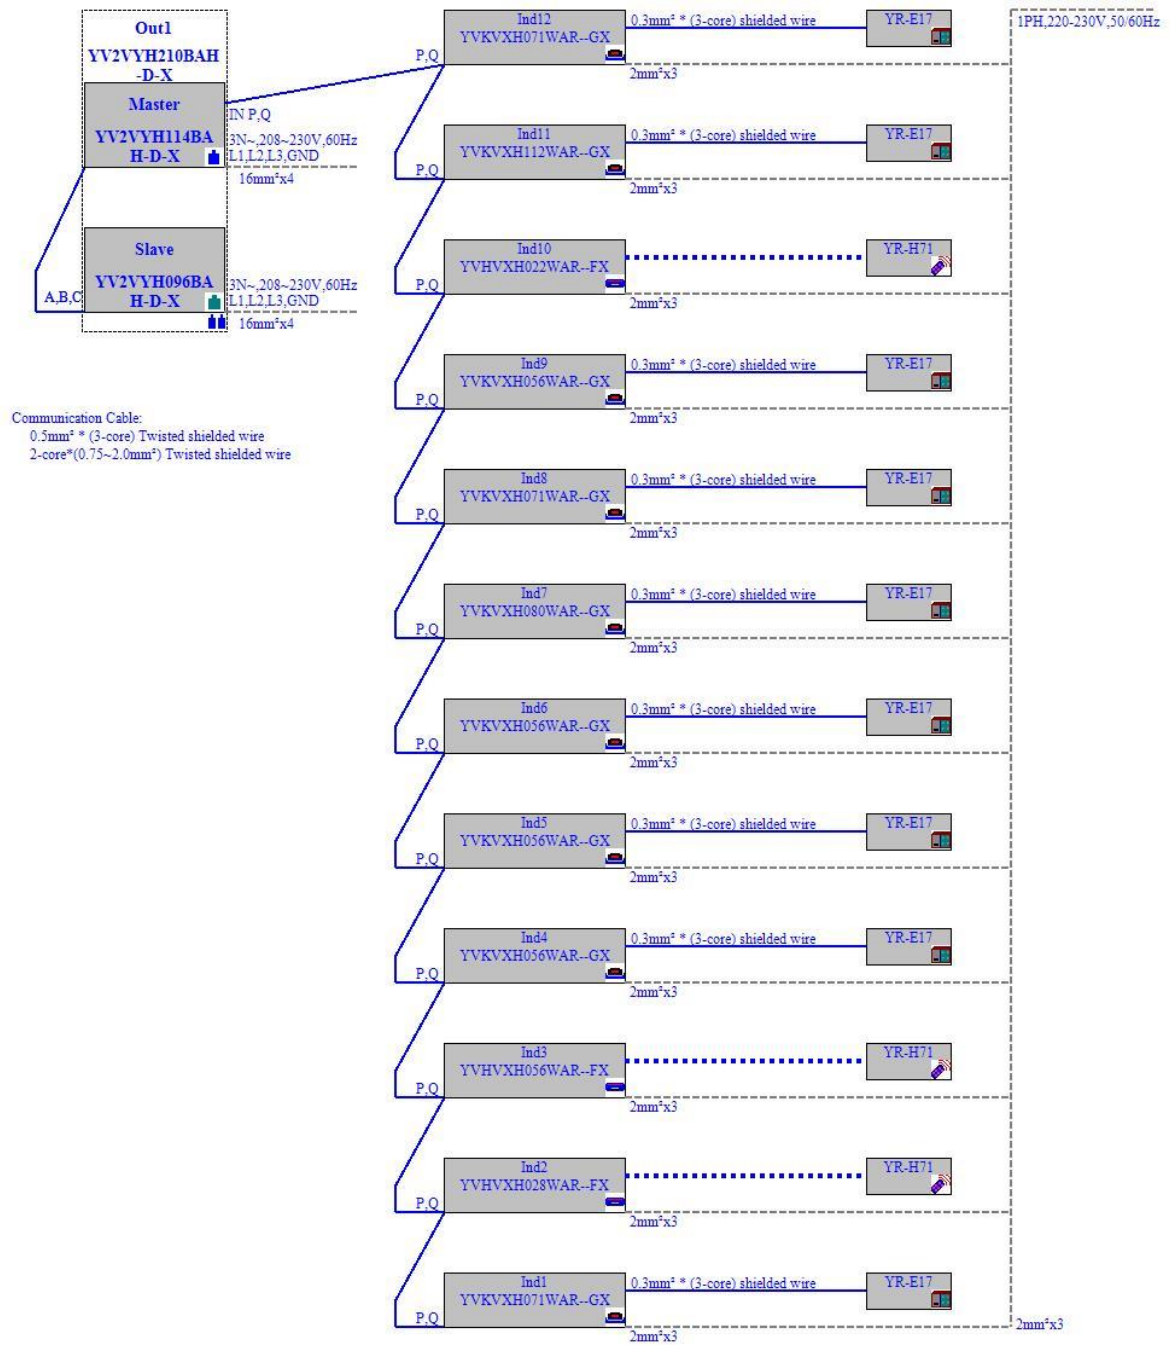 Out1
YV2VYH210BAH
-D-X
Master
YV2VYH114BA
H-D-X
IN P,Q
3N~,208~230V,60Hz
L1,L2,L3,GND
16mm²x4
Slave
YV2VYH096BA
H-D-X
A,B,C
3N~,208~230V,60Hz
L1,L2,L3,GND
16mm²x4
Communication Cable:
0.5mm² * (3-core) Twisted shielded wire
2-core*(0.75~2.0mm²) Twisted shielded wire
Ind12
YVKVXH071WAR--GX
P,Q
0.3mm² * (3-core) shielded wire
YR-E17
2mm²x3
1PH,220-230V,50/60Hz
Ind11
YVKVXH112WAR--GX
P,Q
0.3mm² * (3-core) shielded wire
YR-E17
2mm²x3
Ind10
YVHVXH022WAR--FX
P,Q
YR-H71
2mm²x3
Ind9
YVKVXH056WAR--GX
P,Q
0.3mm² * (3-core) shielded wire
YR-E17
2mm²x3
Ind8
YVKVXH071WAR--GX
P,Q
0.3mm² * (3-core) shielded wire
YR-E17
2mm²x3
Ind7
YVKVXH080WAR--GX
P,Q
0.3mm² * (3-core) shielded wire
YR-E17
2mm²x3
Ind6
YVKVXH056WAR--GX
P,Q
0.3mm² * (3-core) shielded wire
YR-E17
2mm²x3
Ind5
YVKVXH056WAR--GX
P,Q
0.3mm² * (3-core) shielded wire
YR-E17
2mm²x3
Ind4
YVKVXH056WAR--GX
P,Q
0.3mm² * (3-core) shielded wire
YR-E17
2mm²x3
Ind3
YVHVXH056WAR--FX
P,Q
YR-H71
2mm²x3
Ind2
YVHVXH028WAR--FX
P,Q
YR-H71
2mm²x3
Ind1
YVKVXH071WAR--GX
P,Q
0.3mm² * (3-core) shielded wire
YR-E17
2mm²x3
2mm²x3